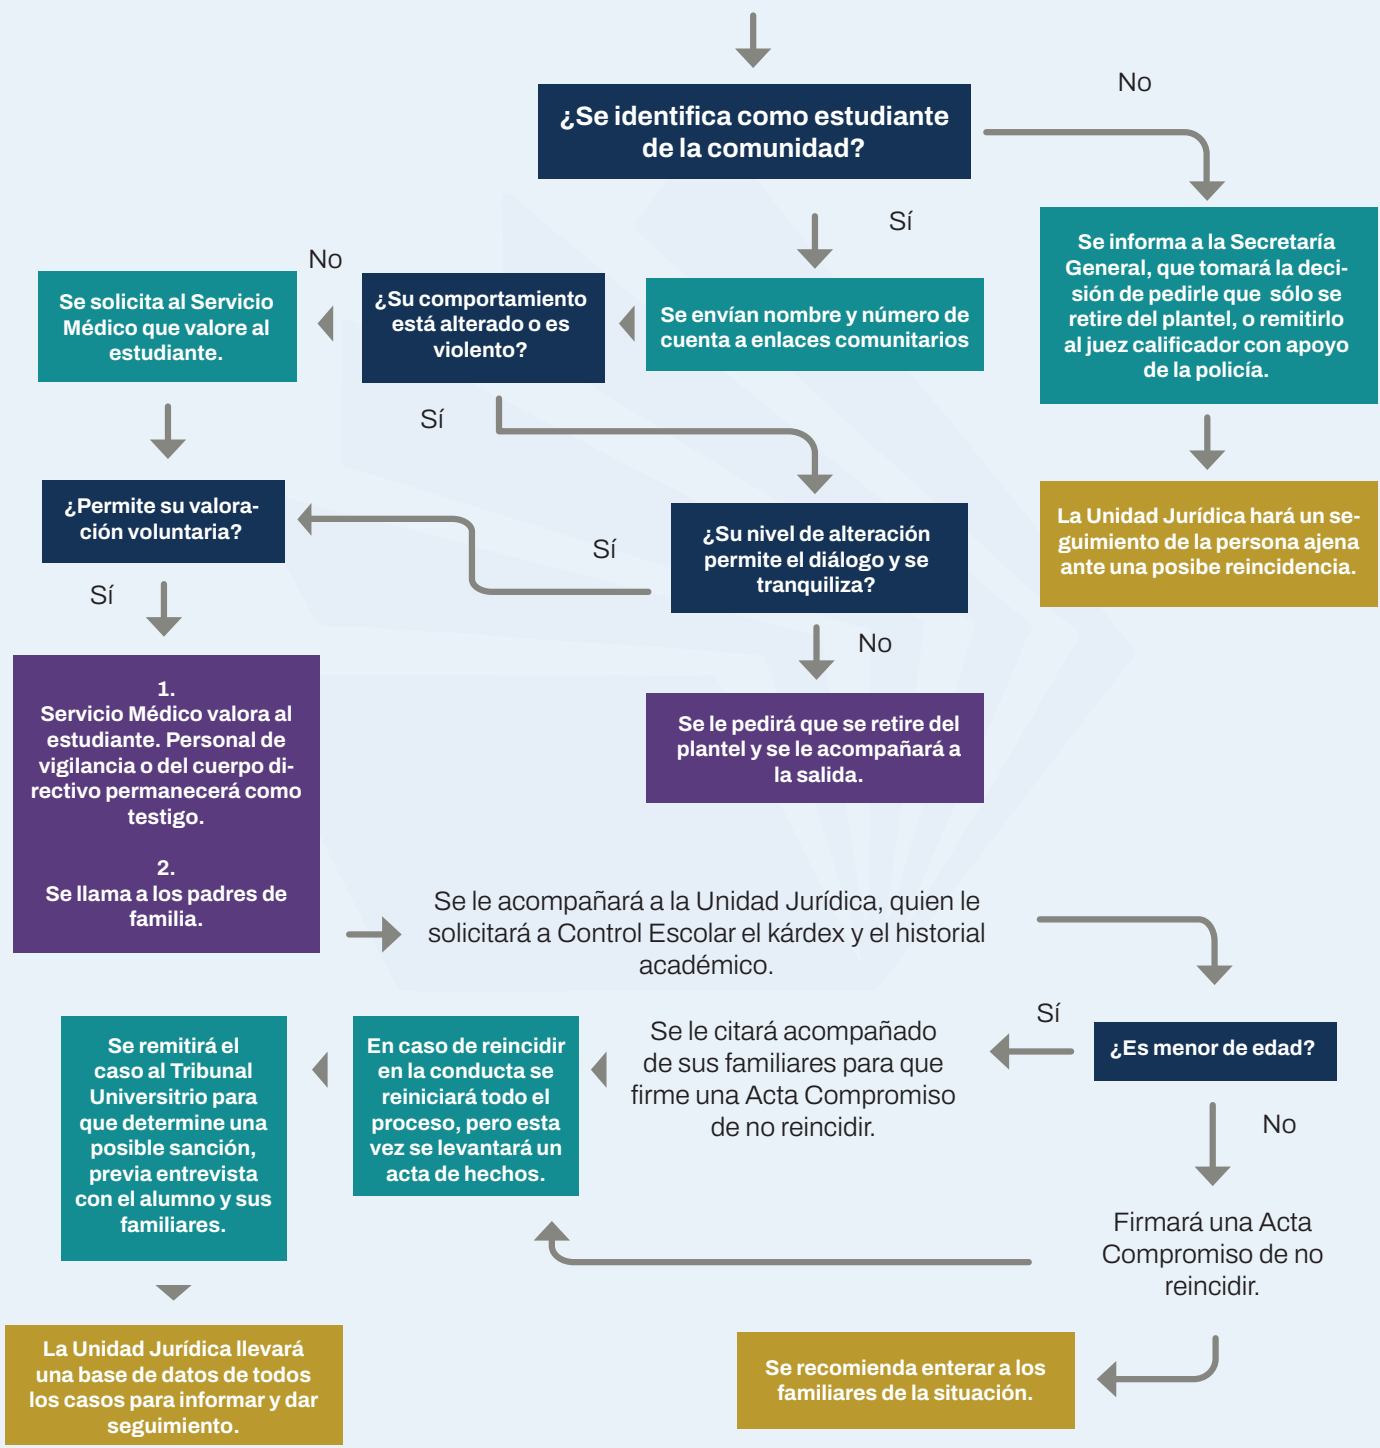 No
¿Se identifica como estudiante
de la comunidad?
Sí
Se informa a la Secretaría
General, que tomará la deci-
sión de pedirle que sólo se
retire del plantel, o remitirlo
al juez calificador con apoyo
de la policía.
No
Se solicita al Servicio
Médico que valore al
estudiante.
¿Su comportamiento
está alterado o es
violento?
Se envían nombre y número de
cuenta a enlaces comunitarios
Sí
¿Permite su valora-
ción voluntaria?
Sí
¿Su nivel de alteración
permite el diálogo y se
tranquiliza?
La Unidad Jurídica hará un se-
guimiento de la persona ajena
ante una posibe reincidencia.
Sí
No
1.
Servicio Médico valora al
estudiante. Personal de
vigilancia o del cuerpo di-
rectivo permanecerá como
testigo.
2.
Se llama a los padres de
familia.
Se le pedirá que se retire del
plantel y se le acompañará a
la salida.
Se le acompañará a la Unidad Jurídica, quien le
solicitará a Control Escolar el kárdex y el historial
académico.
Sí
¿Es menor de edad?
Se le citará acompañado
de sus familiares para que
firme una Acta Compromiso
de no reincidir.
En caso de reincidir
en la conducta se
reiniciará todo el
proceso, pero esta
vez se levantará un
acta de hechos.
Se remitirá el
caso al Tribunal
Universitrio para
que determine una
posible sanción,
previa entrevista
con el alumno y sus
familiares.
No
Firmará una Acta
Compromiso de no
reincidir.
La Unidad Jurídica llevará
una base de datos de todos
los casos para informar y dar
seguimiento.
Se recomienda enterar a los
familiares de la situación.